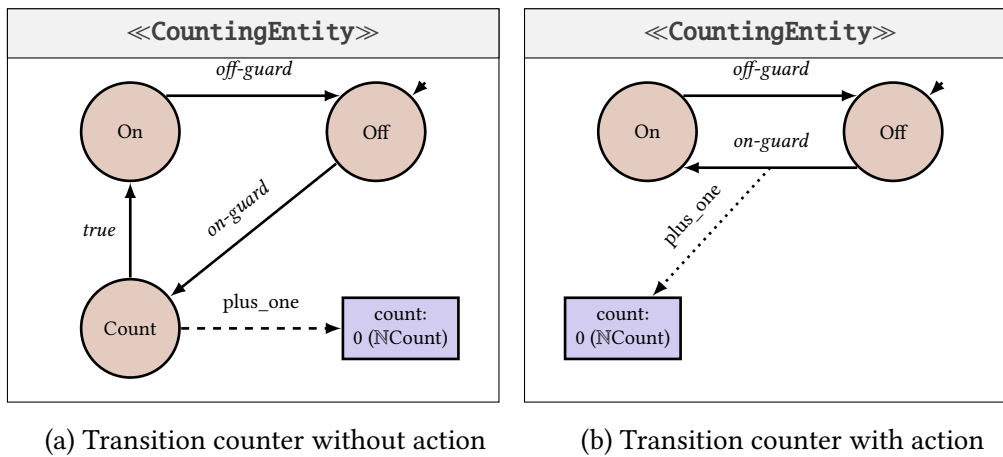 ≪CountingEntity≫
off-guard
On
Off
on-guard
true
plus_one
Count
count:
0 (ℕCount)
(a) Transition counter without action
≪CountingEntity≫
off-guard
On
Off
on-guard
plus_one
count:
0 (ℕCount)
(b) Transition counter with action